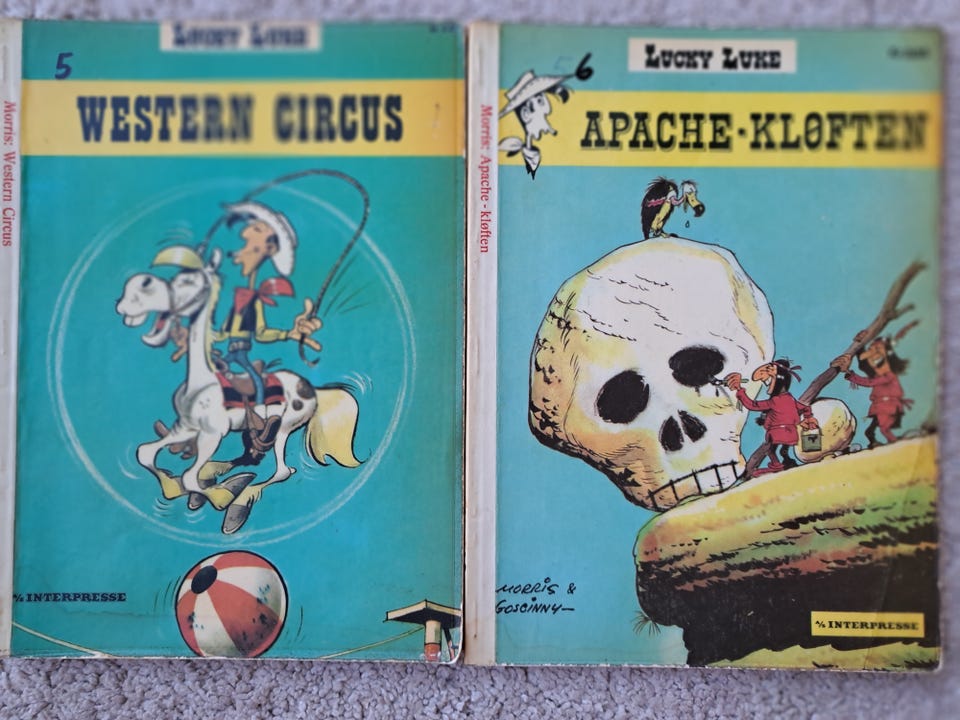 LUCKY LUKE
5
WESTERN CIRCUS
Morris: Western Circus
A/S INTERPRESSE
LUCKY LUKE
6
APACHE-KLØFTEN
Morris: Apache-kløften
MORRIS &
GOSCINNY
A/S INTERPRESSE